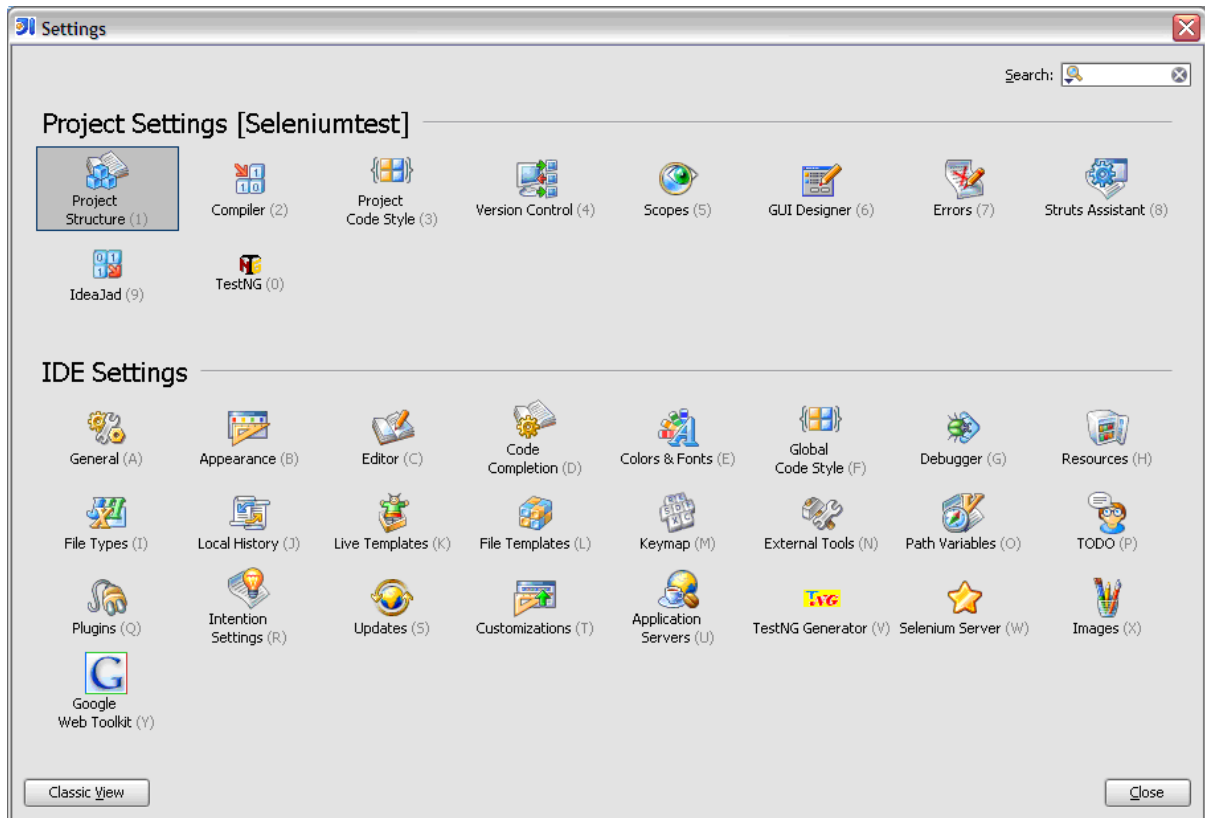 Settings
Search:
Project Settings [Seleniumtest]
Project Structure (1)
Compiler (2)
Project Code Style (3)
Version Control (4)
Scopes (5)
GUI Designer (6)
Errors (7)
Struts Assistant (8)
IdeaJad (9)
TestNG (0)
IDE Settings
General (A)
Appearance (B)
Editor (C)
Code Completion (D)
Colors & Fonts (E)
Global Code Style (F)
Debugger (G)
Resources (H)
File Types (I)
Local History (J)
Live Templates (K)
File Templates (L)
Keymap (M)
External Tools (N)
Path Variables (O)
TODO (P)
Plugins (Q)
Intention Settings (R)
Updates (S)
Customizations (T)
Application Servers (U)
TestNG Generator (V)
Selenium Server (W)
Images (X)
Google Web Toolkit (Y)
Classic View
Close